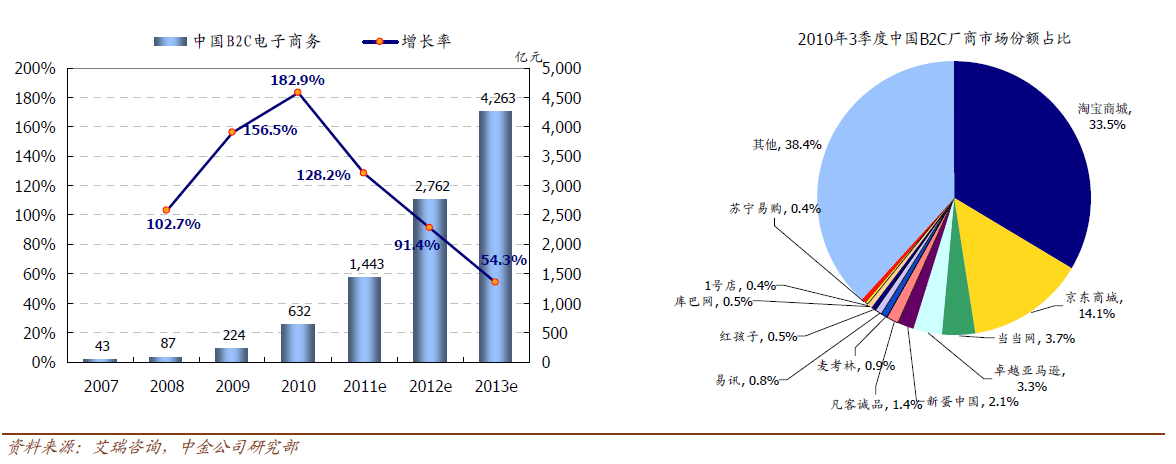 中国B2C电子商务
增长率
亿元
200%
180%
160%
140%
120%
100%
80%
60%
40%
20%
0%
5,000
4,500
4,000
3,500
3,000
2,500
2,000
1,500
1,000
500
0
102.7%
156.5%
182.9%
128.2%
91.4%
54.3%
43
87
224
632
1,443
2,762
4,263
2007
2008
2009
2010
2011e
2012e
2013e
2010年3季度中国B2C厂商市场份额占比
淘宝商城,
33.5%
京东商城,
14.1%
当当网, 3.7%
卓越亚马逊,
3.3%
新蛋中国, 2.1%
凡客诚品, 1.4%
麦考林, 0.9%
易讯, 0.8%
红孩子, 0.5%
库巴网, 0.5%
1号店, 0.4%
苏宁易购, 0.4%
其他, 38.4%
资料来源：艾瑞咨询，中金公司研究部